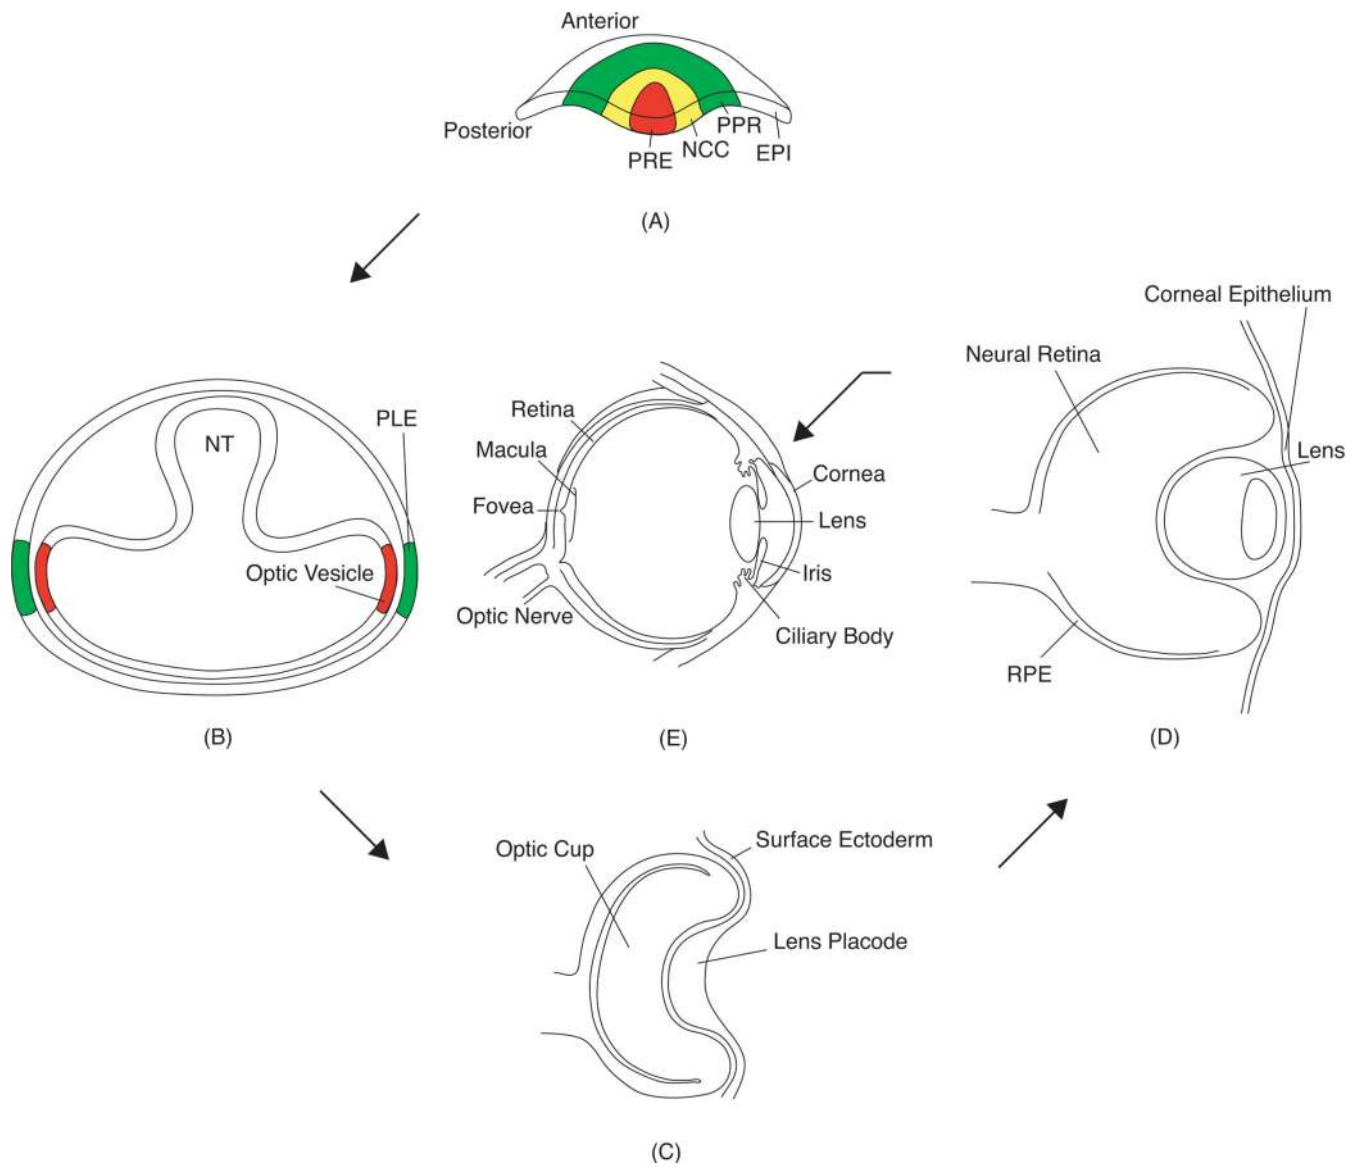 Anterior
Posterior
PPR
NCC
EPI
PRE
(A)
NT
PLE
Optic Vesicle
(B)
Retina
Macula
Fovea
Optic Nerve
Cornea
Lens
Iris
Ciliary Body
(E)
Corneal Epithelium
Neural Retina
Lens
RPE
(D)
Optic Cup
Surface Ectoderm
Lens Placode
(C)